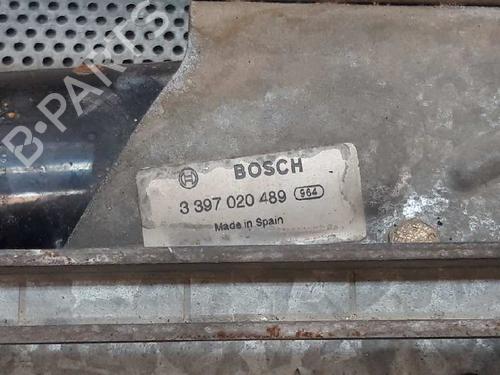 B-PARTS
BOSCH
3 397 020 489 964
Made in Spain